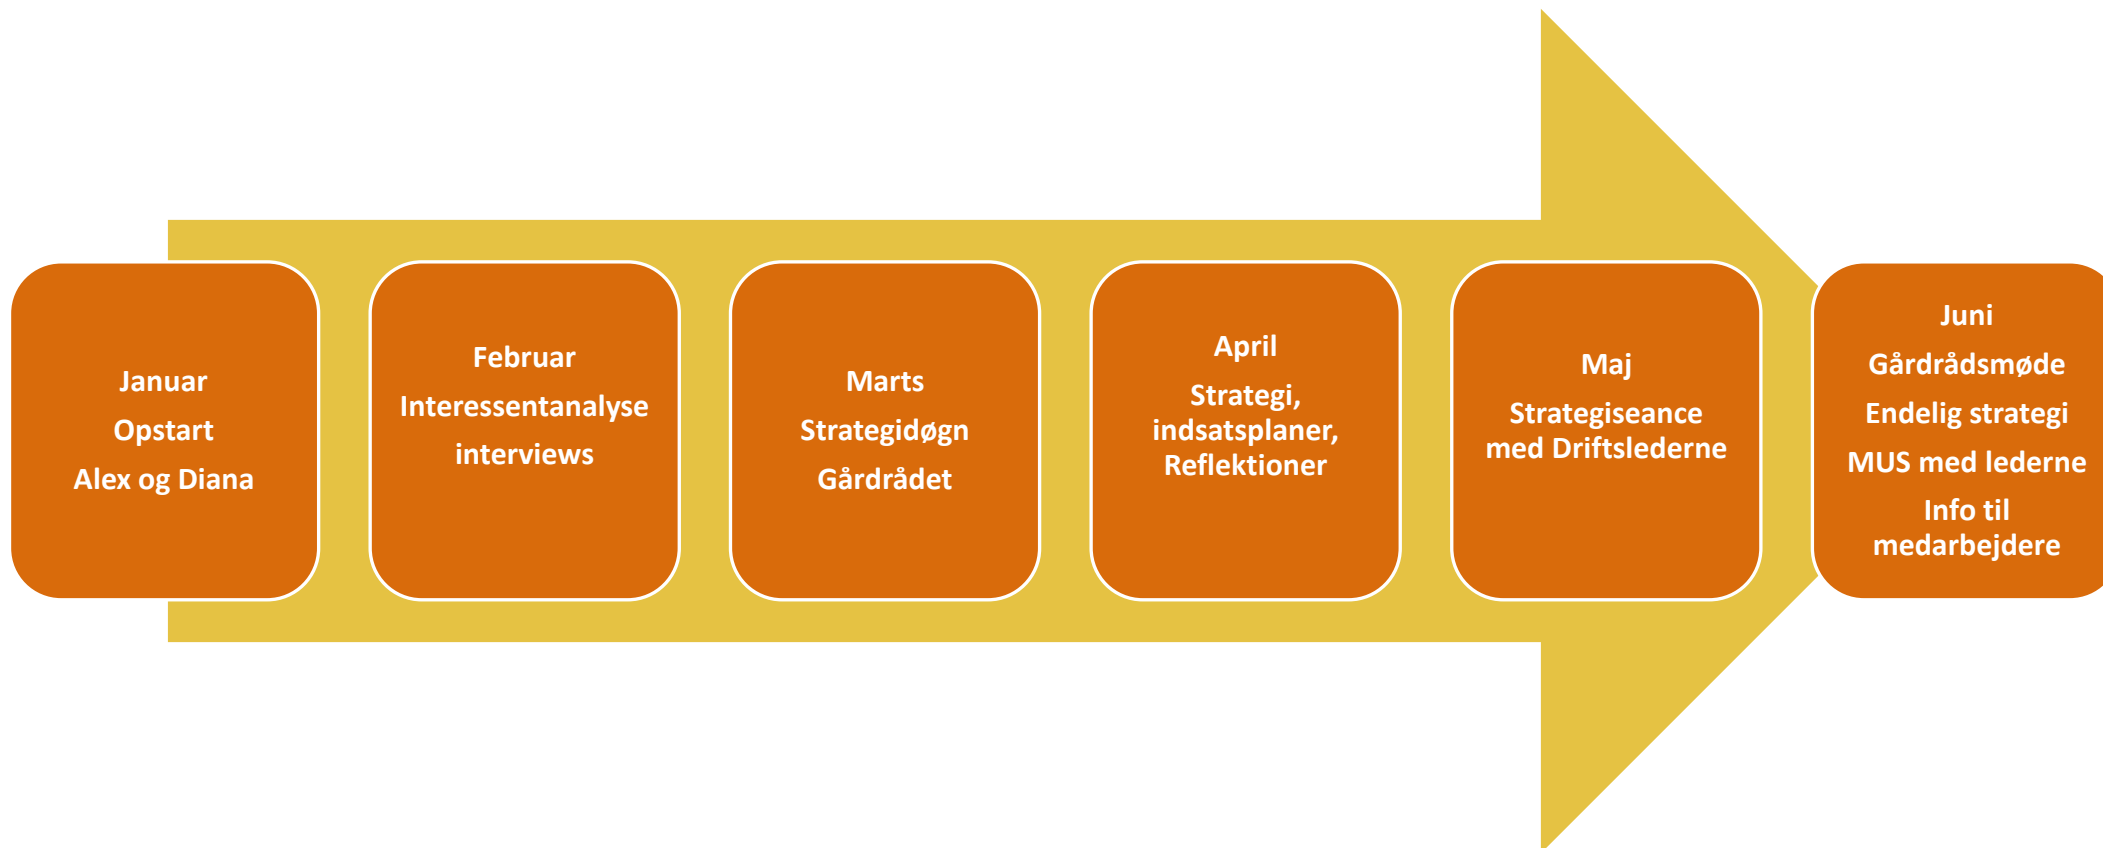 Januar
Opstart
Alex og Diana
Februar
Interessentanalyse
interviews
Marts
Strategidøgn
Gårdrådet
April
Strategi,
indsatsplaner,
Reflektioner
Maj
Strategiseance
med Driftslederne
Juni
Gårdrådsmøde
Endelig strategi
MUS med lederne
Info til
medarbejdere